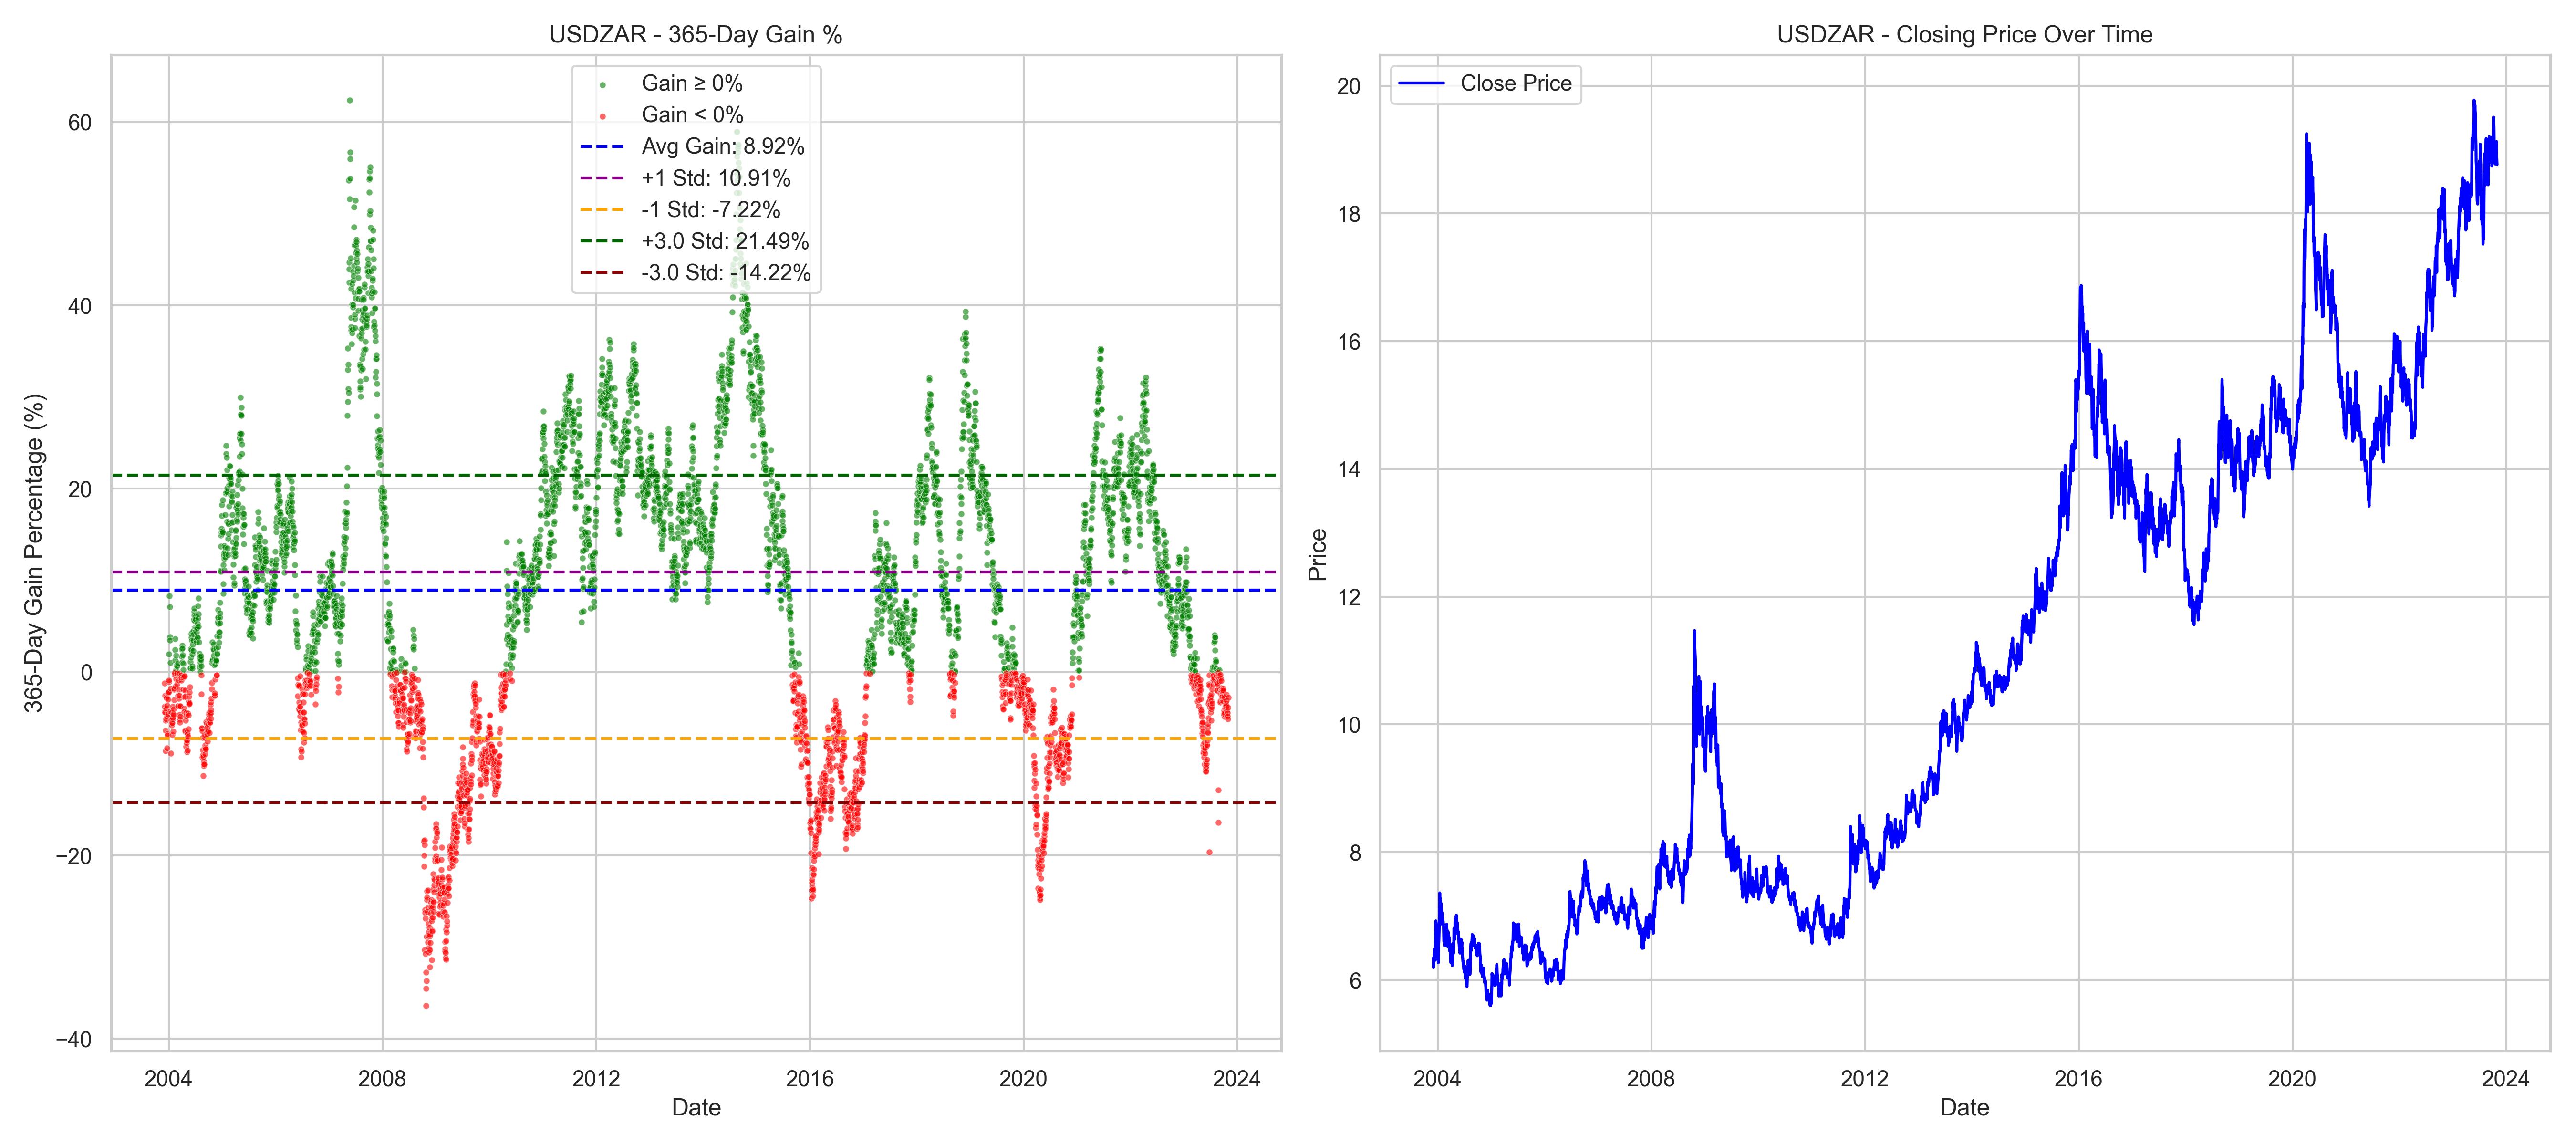 USDZAR - 365-Day Gain %
Gain ≥ 0%
Gain < 0%
Avg Gain: 8.92%
+1 Std: 10.91%
-1 Std: -7.22%
+3.0 Std: 21.49%
-3.0 Std: -14.22%
365-Day Gain Percentage (%)
60
40
20
0
−20
−40
2004
2008
2012
2016
2020
2024
Date
USDZAR - Closing Price Over Time
Close Price
Price
20
18
16
14
12
10
8
6
2004
2008
2012
2016
2020
2024
Date